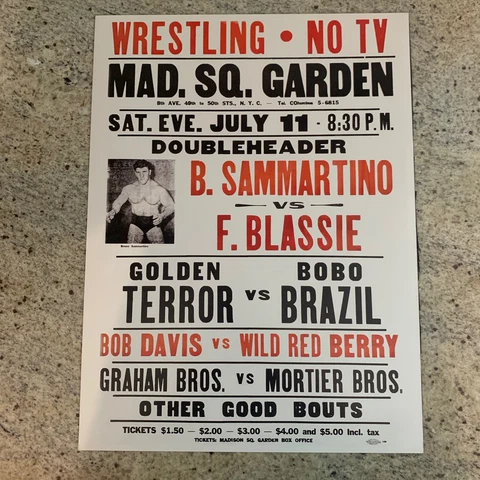 WRESTLING • NO TV
MAD. SQ. GARDEN
8th AVE. 49th to 50th STS., N. Y. C. — Tel. COlumbus 5-6815
SAT. EVE. JULY 11 - 8:30 P.M.
DOUBLEHEADER
B. SAMMARTINO
VS
F. BLASSIE
Bruno Sammartino
GOLDEN TERROR vs BOBO BRAZIL
BOB DAVIS vs WILD RED BERRY
GRAHAM BROS. vs MORTIER BROS.
OTHER GOOD BOUTS
TICKETS $1.50 — $2.00 — $3.00 — $4.00 and $5.00 Incl. tax
TICKETS: MADISON SQ. GARDEN BOX OFFICE